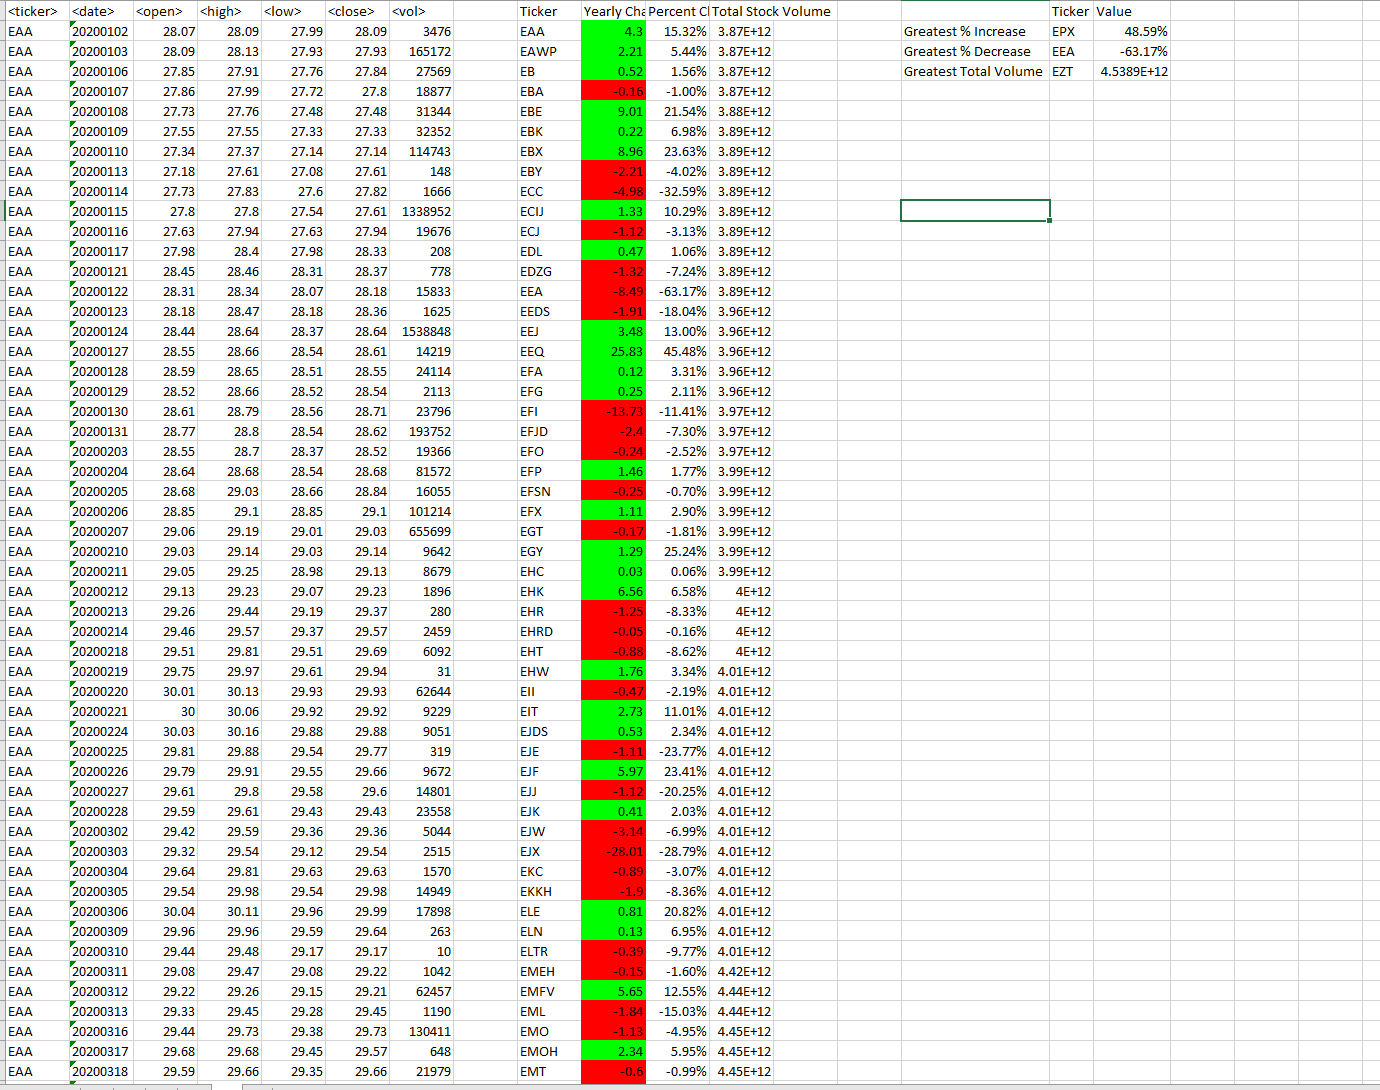 <ticker> <date> <open> <high> <low> <close> <vol> Ticker Yearly Cha Percent Cl Total Stock Volume Ticker Value
EAA 20200102 28.07 28.09 27.99 28.09 3476 EAA 4.3 15.32% 3.87E+12 Greatest % Increase EPX 48.59%
EAA 20200103 28.09 28.13 27.93 27.93 165172 EAWP 2.21 5.44% 3.87E+12 Greatest % Decrease EEA -63.17%
EAA 20200106 27.85 27.91 27.76 27.84 27569 EB 0.52 1.56% 3.87E+12 Greatest Total Volume EZT 4.5389E+12
EAA 20200107 27.86 27.99 27.72 27.8 18877 EBA -0.16 -1.00% 3.87E+12
EAA 20200108 27.73 27.76 27.48 27.48 31344 EBE 9.01 21.54% 3.88E+12
EAA 20200109 27.55 27.55 27.33 27.33 32352 EBK 0.22 6.98% 3.89E+12
EAA 20200110 27.34 27.37 27.14 27.14 114743 EBX 8.96 23.63% 3.89E+12
EAA 20200113 27.18 27.61 27.08 27.61 148 EBY -2.21 -4.02% 3.89E+12
EAA 20200114 27.73 27.83 27.6 27.82 1666 ECC -4.98 -32.59% 3.89E+12
EAA 20200115 27.8 27.8 27.54 27.61 1338952 ECIJ 1.33 10.29% 3.89E+12
EAA 20200116 27.63 27.94 27.63 27.94 19676 ECJ -1.12 -3.13% 3.89E+12
EAA 20200117 27.98 28.4 27.98 28.33 208 EDL 0.47 1.06% 3.89E+12
EAA 20200121 28.45 28.46 28.31 28.37 778 EDZG -1.32 -7.24% 3.89E+12
EAA 20200122 28.31 28.34 28.07 28.18 15833 EEA -8.49 -63.17% 3.89E+12
EAA 20200123 28.18 28.47 28.18 28.36 1625 EEDS -1.91 -18.04% 3.96E+12
EAA 20200124 28.44 28.64 28.37 28.64 1538848 EEJ 3.48 13.00% 3.96E+12
EAA 20200127 28.55 28.66 28.54 28.61 14219 EEQ 25.83 45.48% 3.96E+12
EAA 20200128 28.59 28.65 28.51 28.55 24114 EFA 0.12 3.31% 3.96E+12
EAA 20200129 28.52 28.66 28.52 28.54 2113 EFG 0.25 2.11% 3.96E+12
EAA 20200130 28.61 28.79 28.56 28.71 23796 EFI -13.73 -11.41% 3.97E+12
EAA 20200131 28.77 28.8 28.54 28.62 193752 EFJD -2.4 -7.30% 3.97E+12
EAA 20200203 28.55 28.7 28.37 28.52 19366 EFO -0.24 -2.52% 3.97E+12
EAA 20200204 28.64 28.68 28.54 28.68 81572 EFP 1.46 1.77% 3.99E+12
EAA 20200205 28.68 29.03 28.66 28.84 16055 EFSN -0.25 -0.70% 3.99E+12
EAA 20200206 28.85 29.1 28.85 29.1 101214 EFX 1.11 2.90% 3.99E+12
EAA 20200207 29.06 29.19 29.01 29.03 655699 EGT -0.17 -1.81% 3.99E+12
EAA 20200210 29.03 29.14 29.03 29.14 9642 EGY 1.29 25.24% 3.99E+12
EAA 20200211 29.05 29.25 28.98 29.13 8679 EHC 0.03 0.06% 3.99E+12
EAA 20200212 29.13 29.23 29.07 29.23 1896 EHK 6.56 6.58% 4E+12
EAA 20200213 29.26 29.44 29.19 29.37 280 EHR -1.25 -8.33% 4E+12
EAA 20200214 29.46 29.57 29.37 29.57 2459 EHRD -0.05 -0.16% 4E+12
EAA 20200218 29.51 29.81 29.51 29.69 6092 EHT -0.88 -8.62% 4E+12
EAA 20200219 29.75 29.97 29.61 29.94 31 EHW 1.76 3.34% 4.01E+12
EAA 20200220 30.01 30.13 29.93 29.93 62644 EII -0.47 -2.19% 4.01E+12
EAA 20200221 30 30.06 29.92 29.92 9229 EIT 2.73 11.01% 4.01E+12
EAA 20200224 30.03 30.16 29.88 29.88 9051 EJDS 0.53 2.34% 4.01E+12
EAA 20200225 29.81 29.88 29.54 29.77 319 EJE -1.11 -23.77% 4.01E+12
EAA 20200226 29.79 29.91 29.55 29.66 9672 EJF 5.97 23.41% 4.01E+12
EAA 20200227 29.61 29.8 29.58 29.6 14801 EJJ -1.12 -20.25% 4.01E+12
EAA 20200228 29.59 29.61 29.43 29.43 23558 EJK 0.41 2.03% 4.01E+12
EAA 20200302 29.42 29.59 29.36 29.36 5044 EJW -3.14 -6.99% 4.01E+12
EAA 20200303 29.32 29.54 29.12 29.54 2515 EJX -28.01 -28.79% 4.01E+12
EAA 20200304 29.64 29.81 29.63 29.63 1570 EKC -0.89 -3.07% 4.01E+12
EAA 20200305 29.54 29.98 29.54 29.98 14949 EKKH -1.9 -8.36% 4.01E+12
EAA 20200306 30.04 30.11 29.96 29.99 17898 ELE 0.81 20.82% 4.01E+12
EAA 20200309 29.96 29.96 29.59 29.64 263 ELN 0.13 6.95% 4.01E+12
EAA 20200310 29.44 29.48 29.17 29.17 10 ELTR -0.39 -9.77% 4.01E+12
EAA 20200311 29.08 29.47 29.08 29.22 1042 EMEH -0.15 -1.60% 4.42E+12
EAA 20200312 29.22 29.26 29.15 29.21 62457 EMFV 5.65 12.55% 4.44E+12
EAA 20200313 29.33 29.45 29.28 29.45 1190 EML -1.84 -15.03% 4.44E+12
EAA 20200316 29.44 29.73 29.38 29.73 130411 EMO -1.13 -4.95% 4.45E+12
EAA 20200317 29.68 29.68 29.45 29.57 648 EMOH 2.34 5.95% 4.45E+12
EAA 20200318 29.59 29.66 29.35 29.66 21979 EMT -0.6 -0.99% 4.45E+12